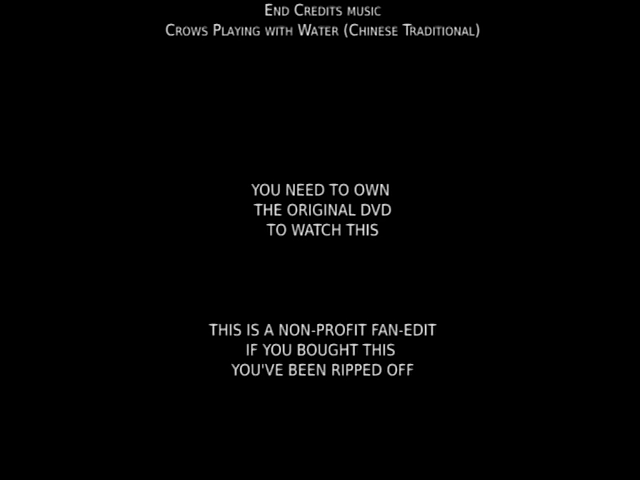 End Credits music
Crows Playing with Water (Chinese Traditional)
YOU NEED TO OWN
THE ORIGINAL DVD
TO WATCH THIS
THIS IS A NON-PROFIT FAN-EDIT
IF YOU BOUGHT THIS
YOU'VE BEEN RIPPED OFF